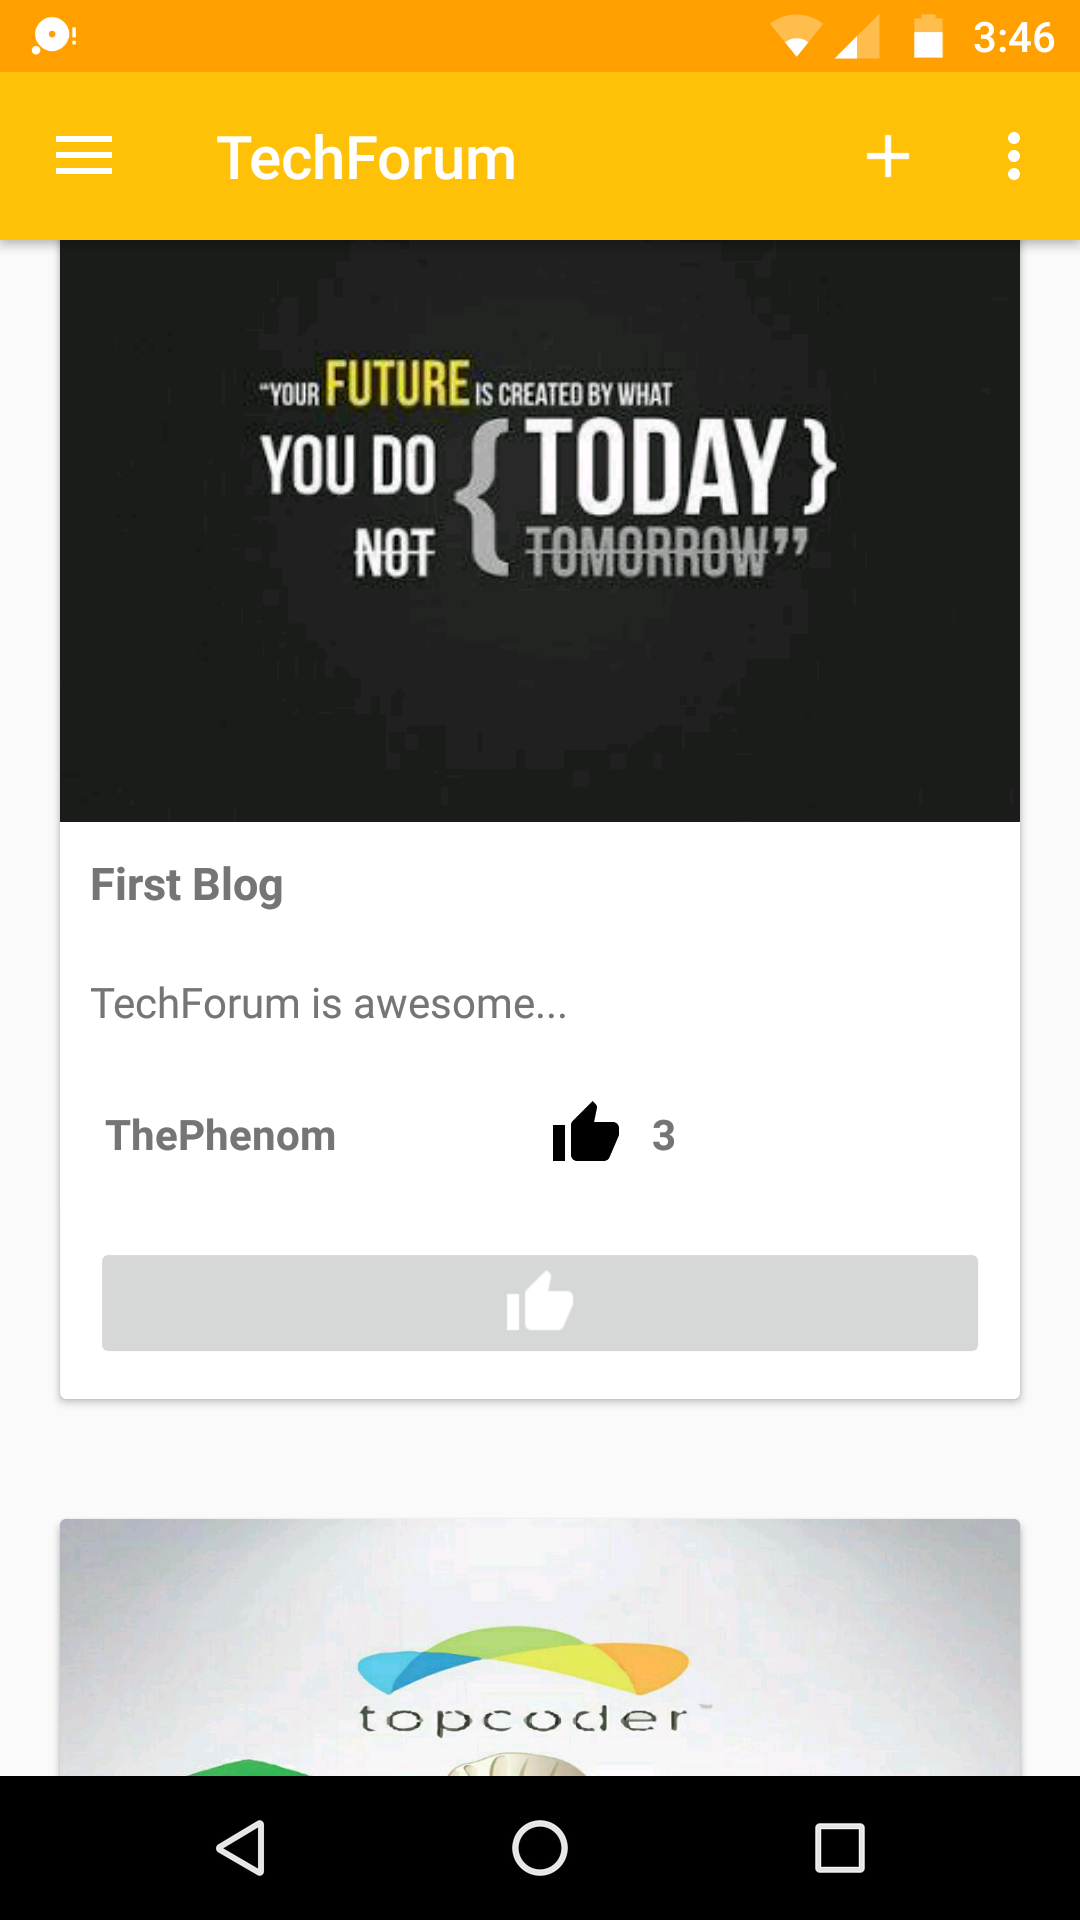 3:46
TechForum
“YOUR FUTURE IS CREATED BY WHAT
YOU DO { TODAY }
NOT TOMORROW”
First Blog
TechForum is awesome...
ThePhenom 3
topcoder™